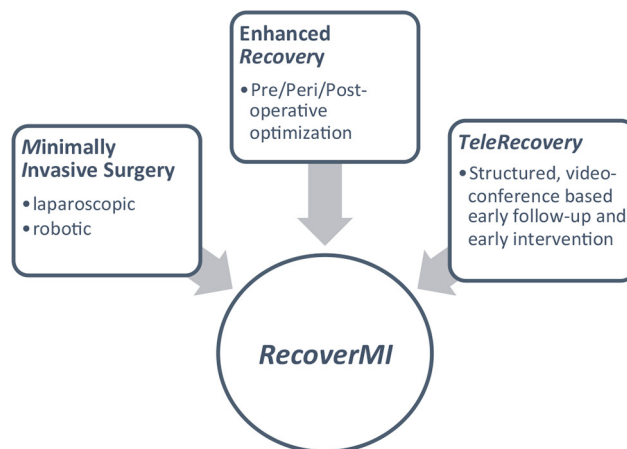 Enhanced
Recovery
•Pre/Peri/Post-
operative
optimization
Minimally
Invasive Surgery
•laparoscopic
•robotic
TeleRecovery
•Structured, video-
conference based
early follow-up and
early intervention
RecoverMI